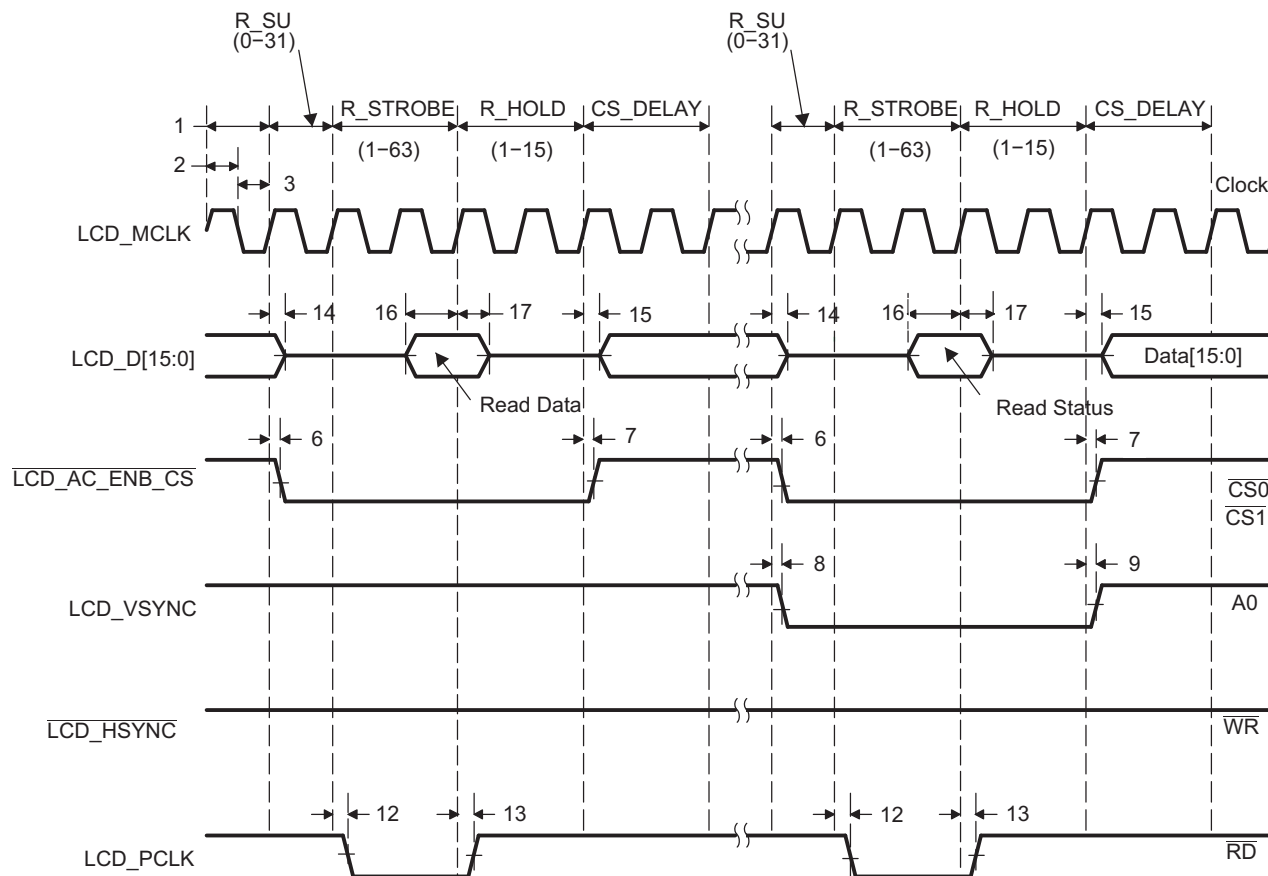 R_SU
(0−31)
R_SU
(0−31)
R_STROBE
R_HOLD
CS_DELAY
R_STROBE
R_HOLD
CS_DELAY
1
(1−63)
(1−15)
(1−63)
(1−15)
2
3
Clock
LCD_MCLK
14
16
17
15
14
16
17
15
LCD_D[15:0]
Data[15:0]
Read Data
Read Status
6
7
6
7
LCD_AC_ENB_CS
CS0
CS1
8
9
LCD_VSYNC
A0
LCD_HSYNC
WR
12
13
12
13
LCD_PCLK
RD